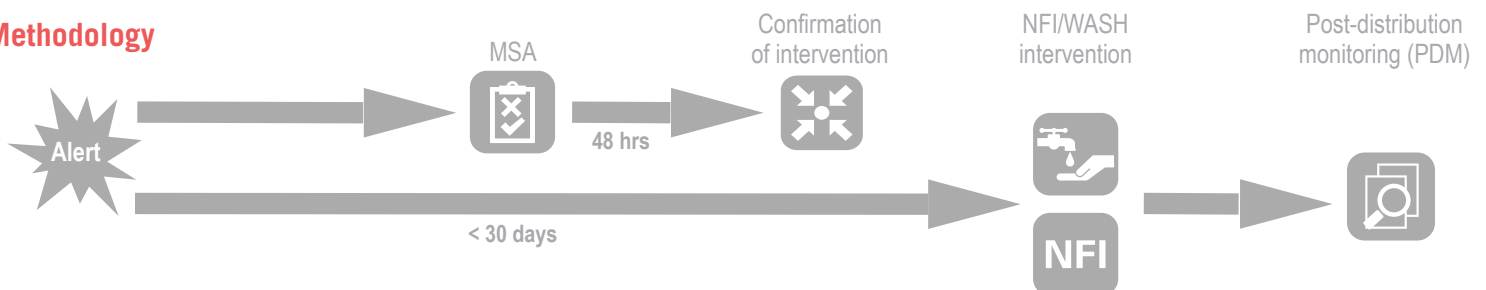 Methodology
MSA
Confirmation
of intervention
NFI/WASH
intervention
Post-distribution
monitoring (PDM)
Alert
48 hrs
< 30 days
NFI